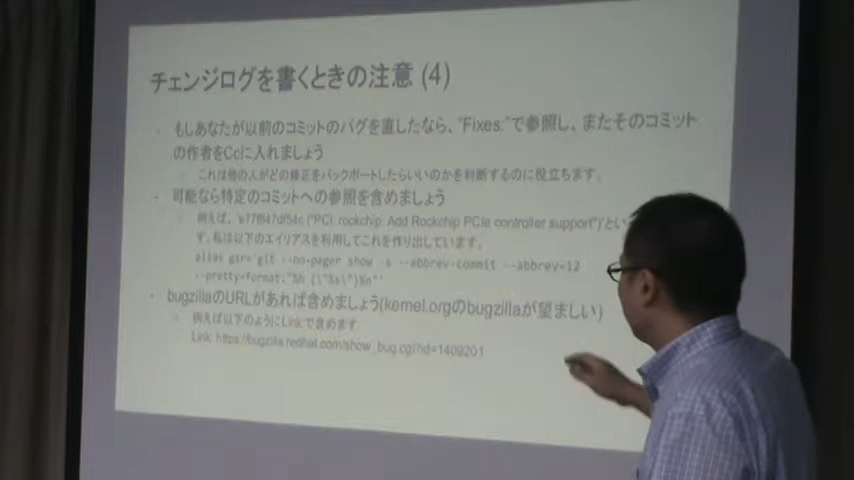 チェンジログを書くときの注意 (4)
もしあなたが以前のコミットのバグを直したなら、"Fixes:"で参照し、またそのコミット
の作者をCcに入れましょう
これは他の人がどの修正をバックポートしたらいいのかを判断するのに役立ちます。
可能なら特定のコミットへの参照を含めましょう
例えば、 ("PCI: rockchip: Add Rockchip PCIe controller support")'とい
す。私は以下のエイリアスを利用してこれを作り出しています。
alias gsr='git --no-pager show -s --abbrev-commit --abbrev=12
--pretty=format:"%h (\"%s\")%n"'
bugzillaのURLがあれば含めましょう(kernel.orgのbugzillaが望ましい)
例えば以下のようにLink:で含めます
Link: https://bugzilla.redhat.com/show_bug.cgi?id=1409201